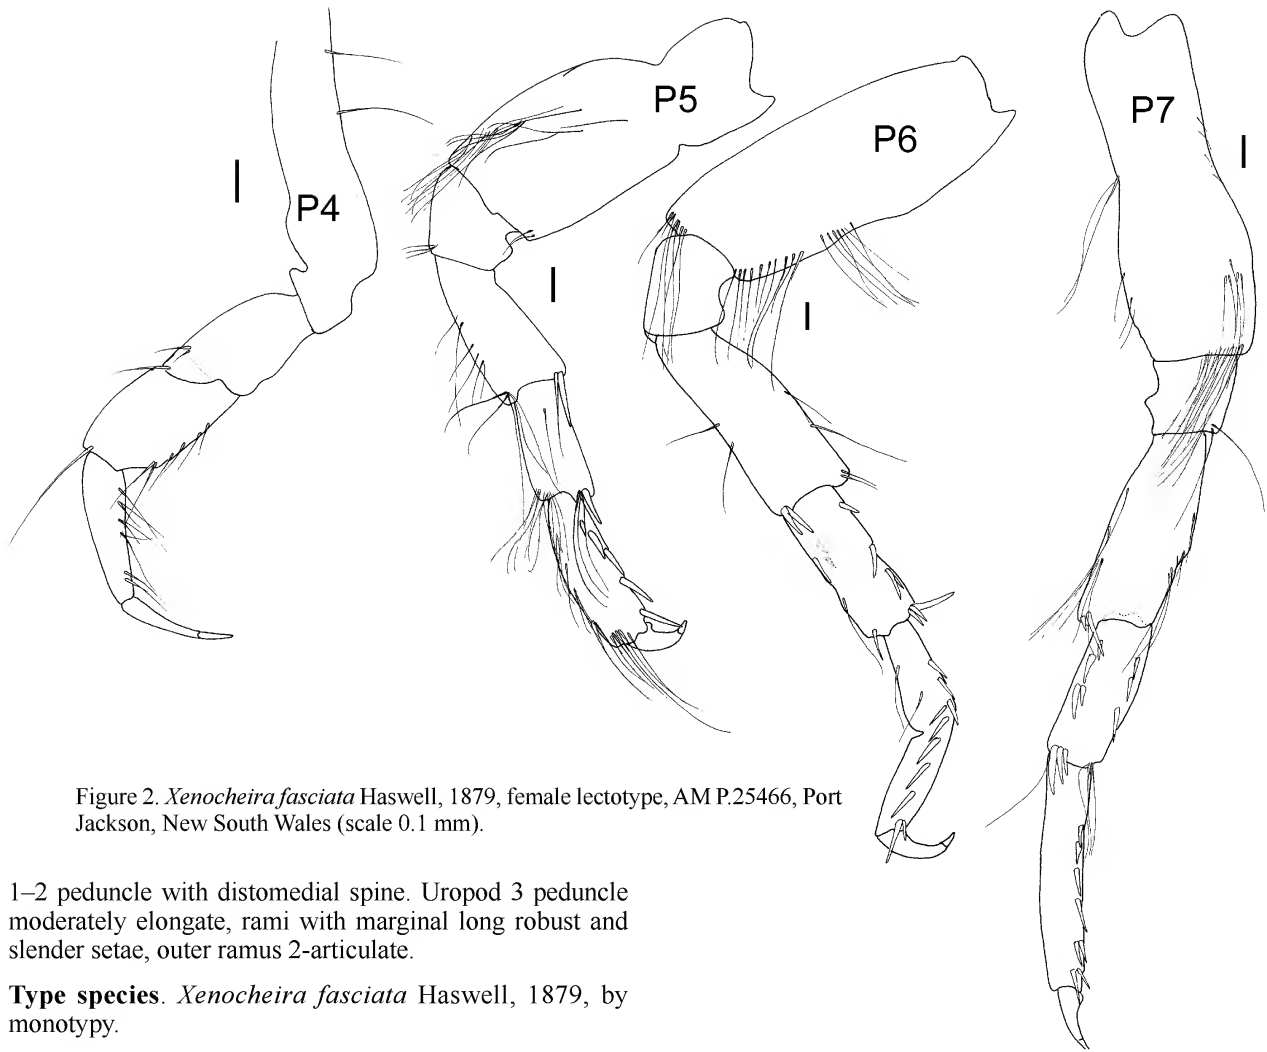 P4
P5
P6
P7
Figure 2. Xenocheira fasciata Haswell, 1879, female lectotype, AM P.25466, Port
Jackson, New South Wales (scale 0.1 mm).
1–2 peduncle with distomedial spine. Uropod 3 peduncle
moderately elongate, rami with marginal long robust and
slender setae, outer ramus 2-articulate.
Type species. Xenocheira fasciata Haswell, 1879, by
monotypy.